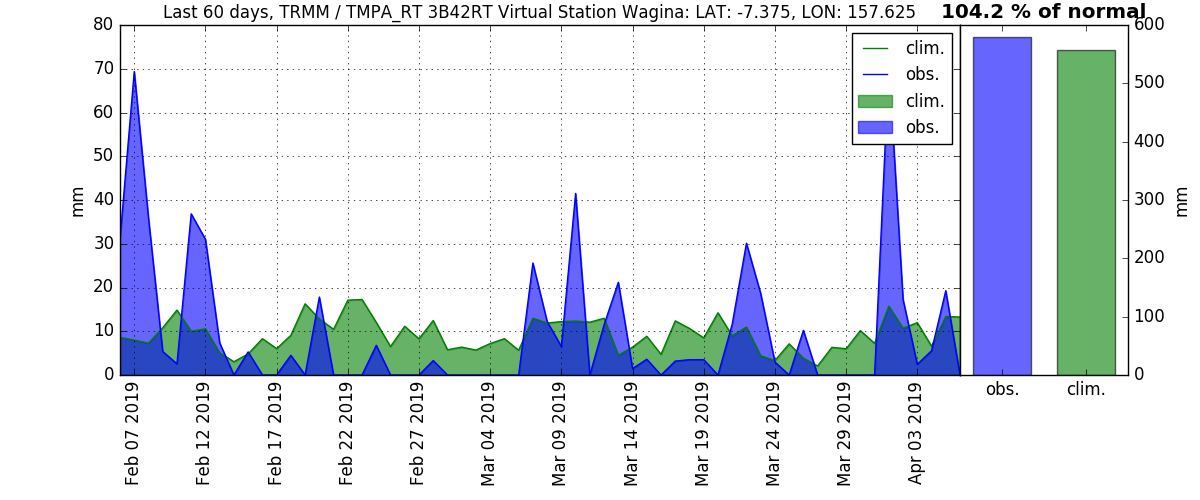 Last 60 days, TRMM / TMPA_RT 3B42RT Virtual Station Wagina: LAT: -7.375, LON: 157.625
104.2 % of normal
80
70
60
50
40
30
20
10
0
mm
clim.
obs.
clim.
obs.
600
500
400
300
200
100
0
mm
obs.
clim.
Feb 07 2019
Feb 12 2019
Feb 17 2019
Feb 22 2019
Feb 27 2019
Mar 04 2019
Mar 09 2019
Mar 14 2019
Mar 19 2019
Mar 24 2019
Mar 29 2019
Apr 03 2019